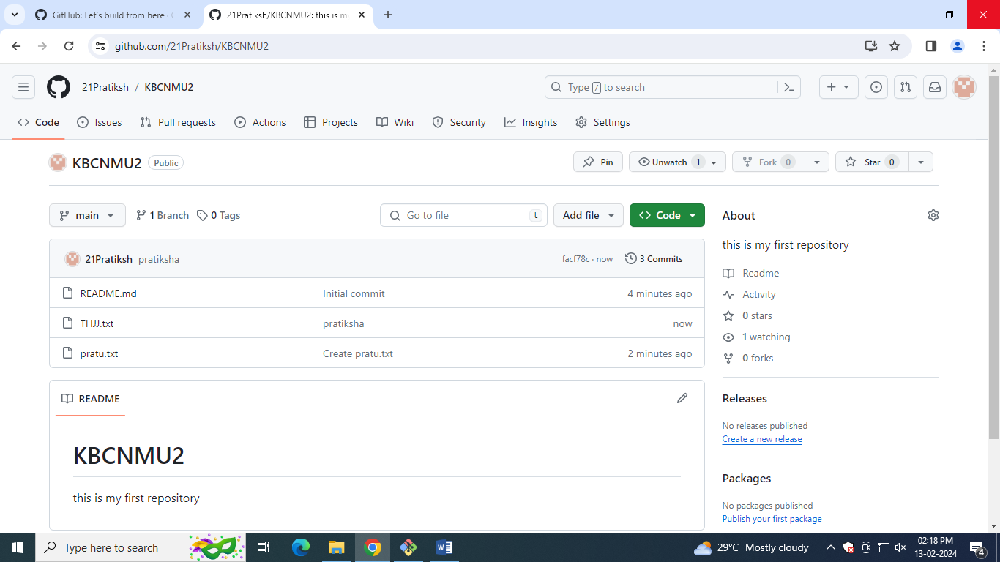 GitHub: Let's build from here · G
21Pratiksh/KBCNMU2: this is my
github.com/21Pratiksh/KBCNMU2
21Pratiksh / KBCNMU2
Type / to search
Code Issues Pull requests Actions Projects Wiki Security Insights Settings
KBCNMU2 Public
Pin Unwatch 1 Fork 0 Star 0
main 1 Branch 0 Tags
Go to file t Add file Code
21Pratiksh pratiksha facf78c · now 3 Commits
README.md Initial commit 4 minutes ago
THJJ.txt pratiksha now
pratu.txt Create pratu.txt 2 minutes ago
README
KBCNMU2
this is my first repository
About
this is my first repository
Readme
Activity
0 stars
1 watching
0 forks
Releases
No releases published
Create a new release
Packages
No packages published
Publish your first package
Type here to search
29°C Mostly cloudy
02:18 PM
13-02-2024
4